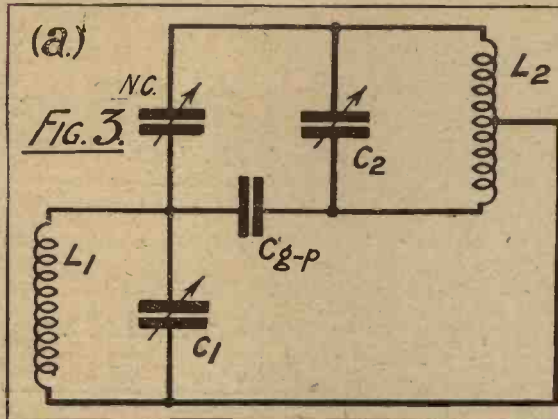 (a.)
N.C.
FIG. 3.
L2
C2
Cg-p
L1
C1